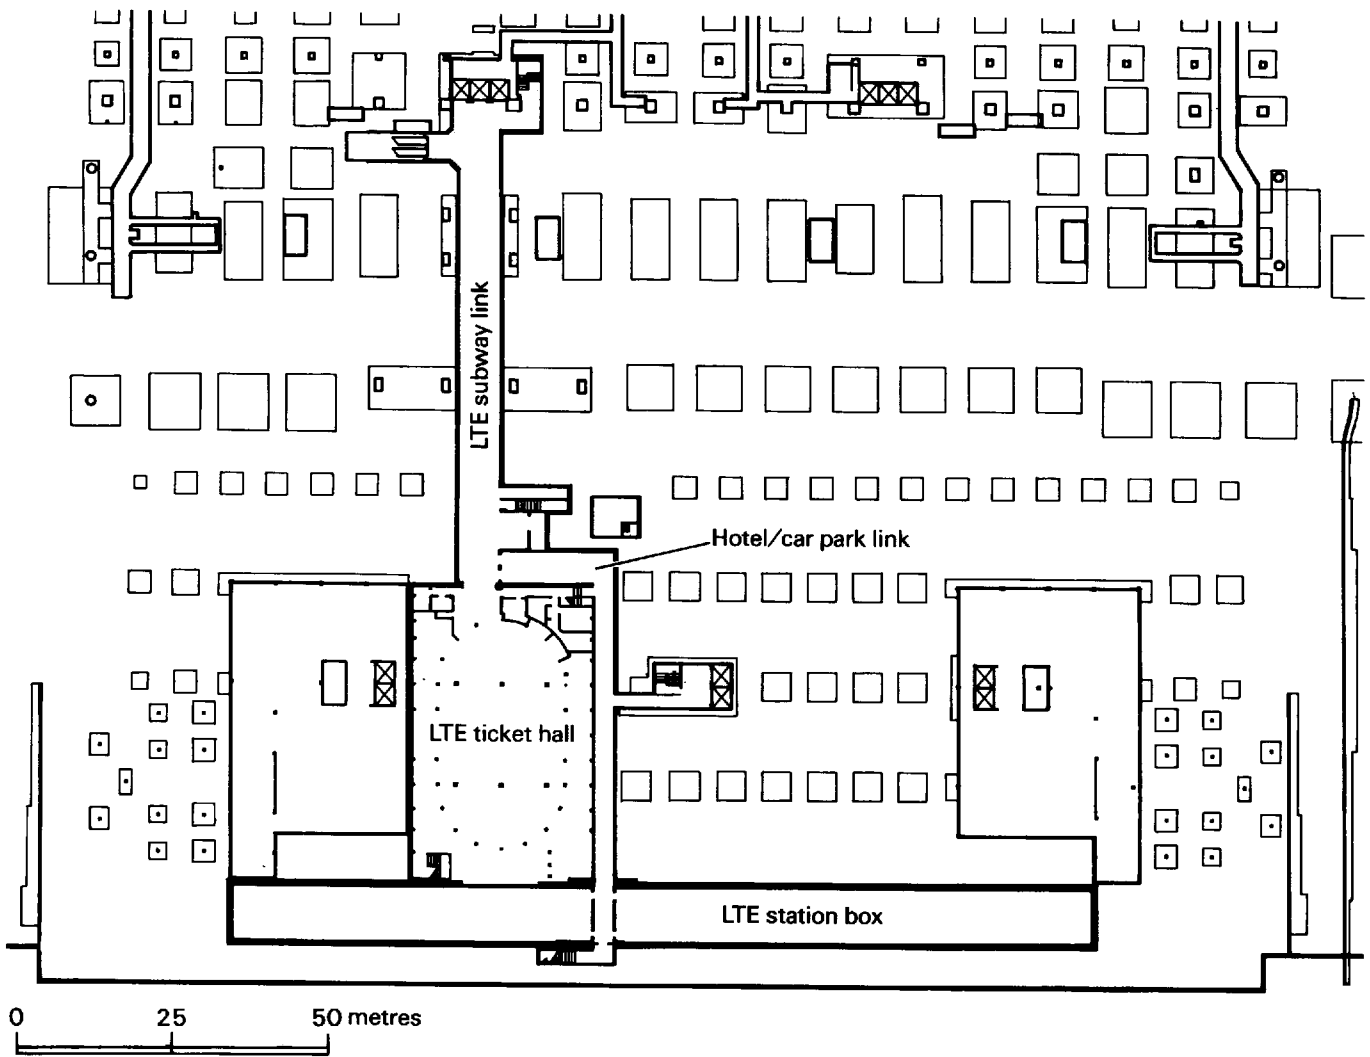 LTE subway link
Hotel/car park link
LTE ticket hall
LTE station box
0 25 50 metres